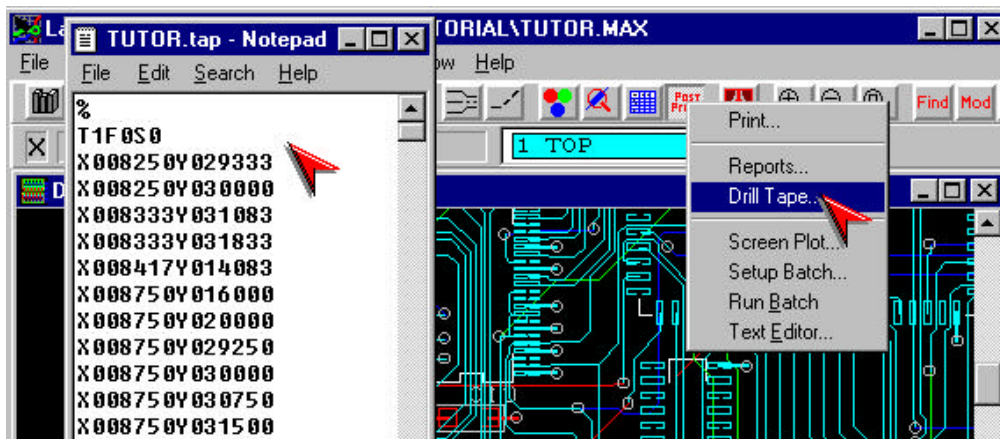 La
TORIAL\TUTOR.MAX
File
ow Help
Post
Find Mod
1 TOP
D
TUTOR.tap - Notepad
File Edit Search Help
%
T1F0S0
X008250Y029333
X008250Y030000
X008333Y031083
X008333Y031833
X008417Y014083
X008750Y016000
X008750Y020000
X008750Y029250
X008750Y030000
X008750Y030750
X008750Y031500
Print...
Reports...
Drill Tape...
Screen Plot...
Setup Batch...
Run Batch
Text Editor...